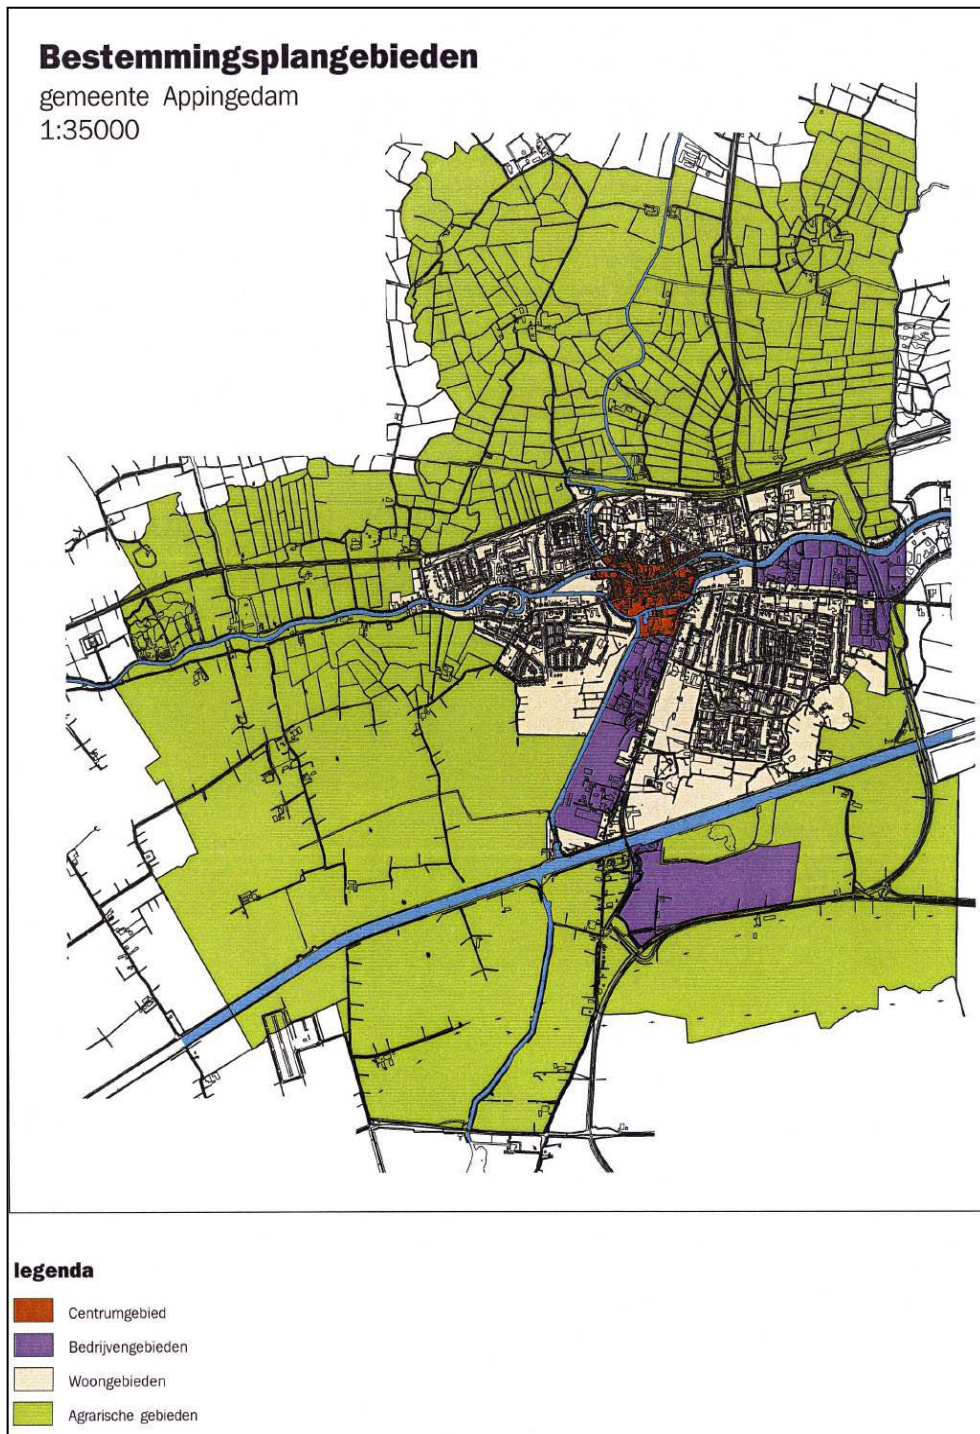 Bestemmingsplangebieden
gemeente Appingedam
1:35000
legenda
Centrumgebied
Bedrijvengebieden
Woongebieden
Agrarische gebieden